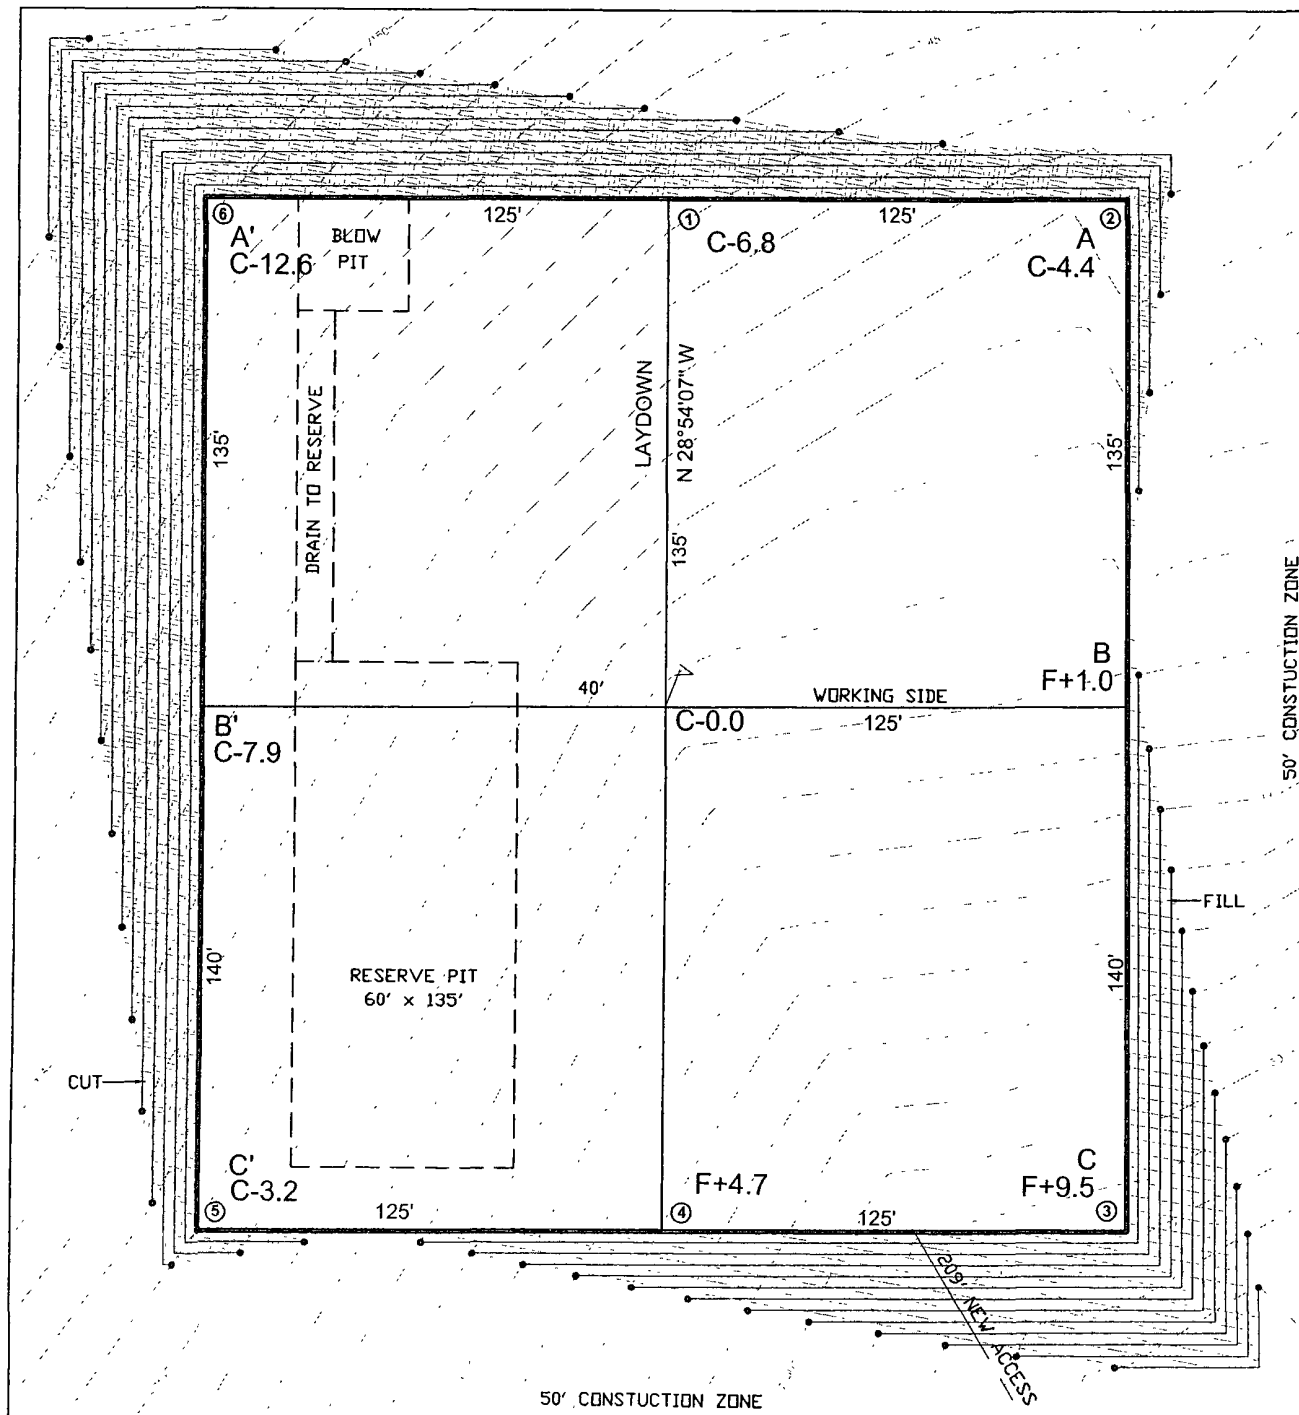 ⑥
125'
①
125'
②
A'
C-12.6
BLOW
PIT
C-6.8
A
C-4.4
LAYDOWN
N 28°54'07" W
135'
DRAIN TO RESERVE
135'
135'
50' CONSTUCTION ZONE
B
F+1.0
40'
WORKING SIDE
B'
C-7.9
C-0.0
125'
FILL
140'
140'
RESERVE PIT
60' x 135'
CUT
C'
C-3.2
F+4.7
C
F+9.5
⑤
125'
④
125'
③
209' NEW ACCESS
50' CONSTUCTION ZONE